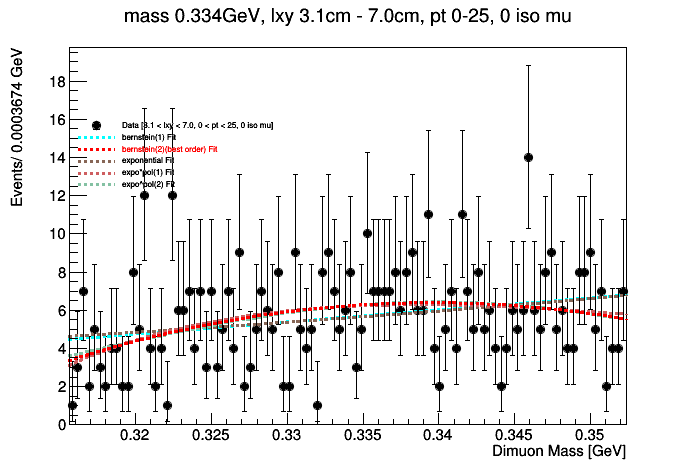 mass 0.334GeV, lxy 3.1cm - 7.0cm, pt 0-25, 0 iso mu
Events/ 0.0003674 GeV
18
16
14
12
10
8
6
4
2
0
Data [3.1 < lxy < 7.0, 0 < pt < 25, 0 iso mu]
bernstein(1) Fit
bernstein(2)(best order) Fit
exponential Fit
expo*pol(1) Fit
expo*pol(2) Fit
0.32 0.325 0.33 0.335 0.34 0.345 0.35
Dimuon Mass [GeV]